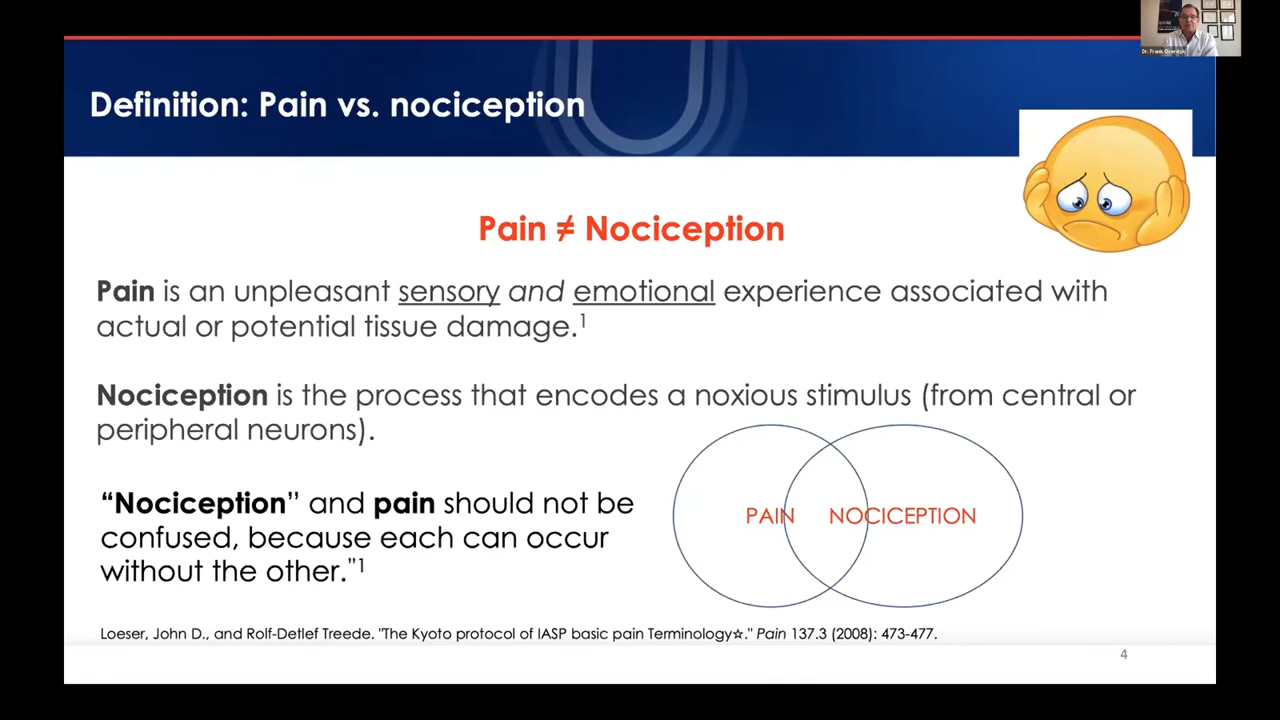 Dr. Frank Overdyk
Definition: Pain vs. nociception
Pain ≠ Nociception
Pain is an unpleasant sensory and emotional experience associated with
actual or potential tissue damage.1
Nociception is the process that encodes a noxious stimulus (from central or
peripheral neurons).
“Nociception” and pain should not be
confused, because each can occur
without the other."1
PAIN
NOCICEPTION
Loeser, John D., and Rolf-Detlef Treede. "The Kyoto protocol of IASP basic pain Terminology☆." Pain 137.3 (2008): 473-477.
4